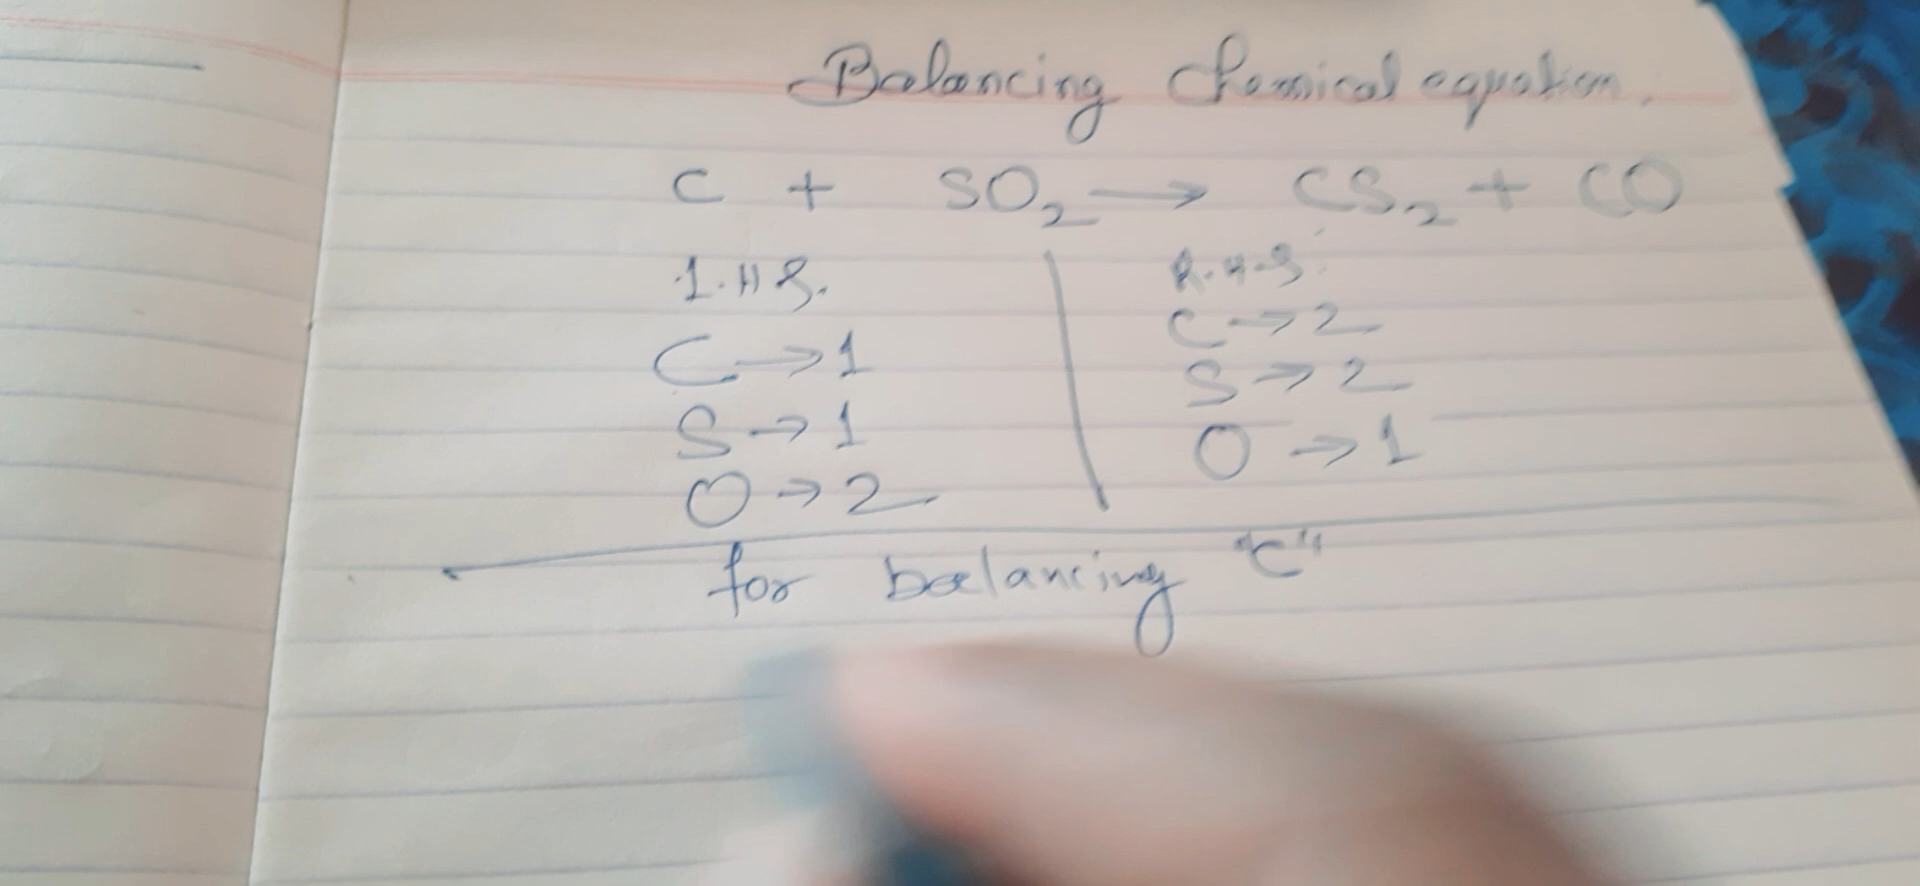 Balancing Chemical equation.
C + SO₂ → CS₂ + CO
L.H.S. R.H.S.
C → 1 C → 2
S → 1 S → 2
O → 2 O → 1
for balancing "C"